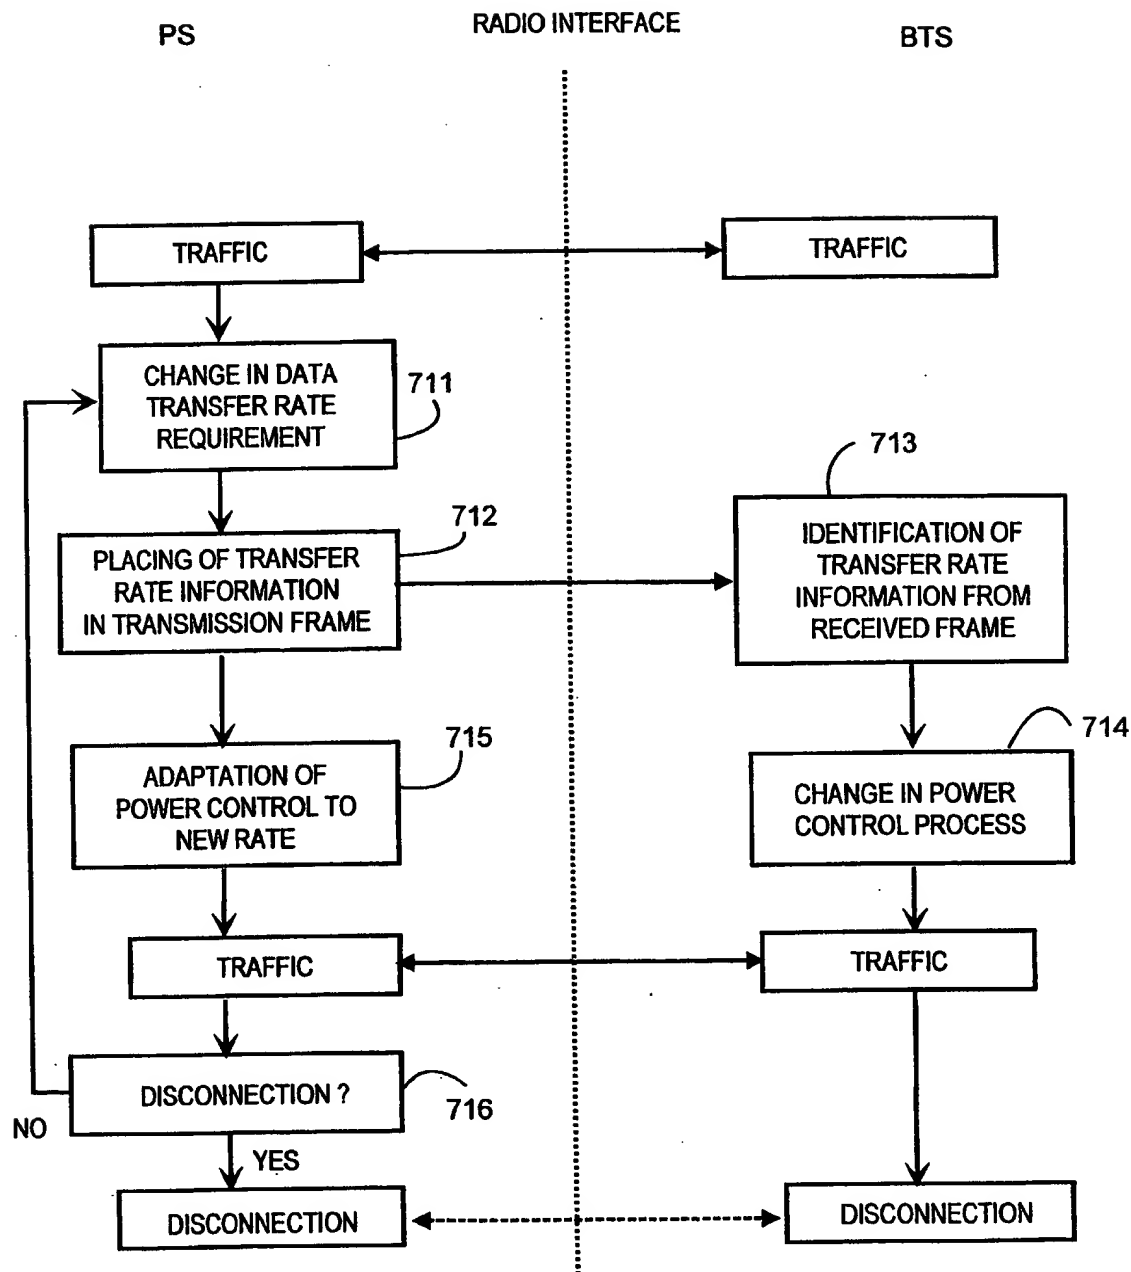 PS
RADIO INTERFACE
BTS
TRAFFIC
TRAFFIC
CHANGE IN DATA
TRANSFER RATE
REQUIREMENT
711
712
PLACING OF TRANSFER
RATE INFORMATION
IN TRANSMISSION FRAME
713
IDENTIFICATION OF
TRANSFER RATE
INFORMATION FROM
RECEIVED FRAME
715
ADAPTATION OF
POWER CONTROL TO
NEW RATE
714
CHANGE IN POWER
CONTROL PROCESS
TRAFFIC
TRAFFIC
DISCONNECTION ?
716
NO
YES
DISCONNECTION
DISCONNECTION